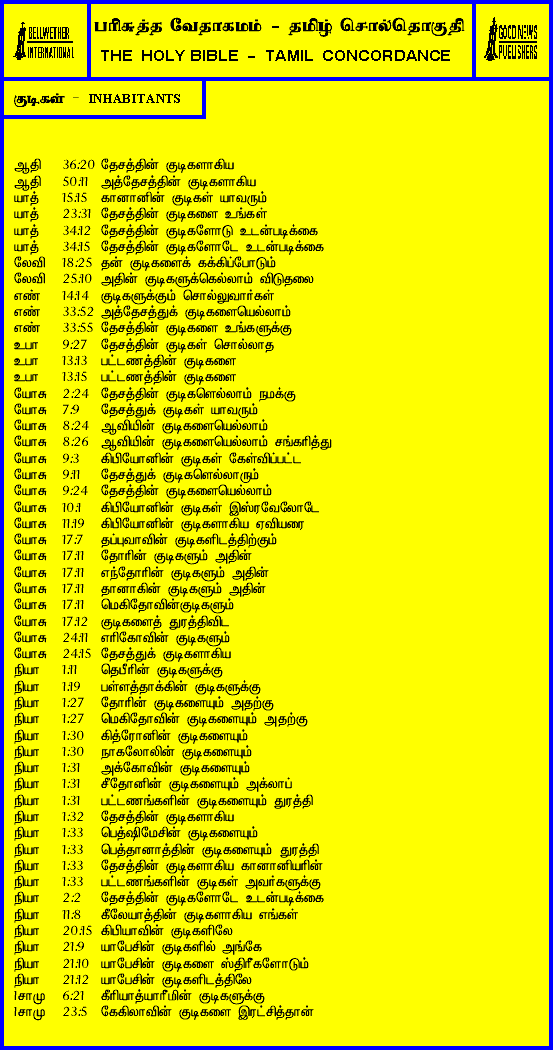 BELLWETHER
INTERNATIONAL
பரிசுத்த வேதாகமம் - தமிழ் சொல்தொகுதி
THE HOLY BIBLE - TAMIL CONCORDANCE
GOOD NEWS
PUBLISHERS
குடிகள் - INHABITANTS
ஆதி 36:20 தேசத்தின் குடிகளாகிய
ஆதி 50:11 அத்தேசத்தின் குடிகளாகிய
யாத் 15:15 கானானின் குடிகள் யாவரும்
யாத் 23:31 தேசத்தின் குடிகளை உங்கள்
யாத் 34:12 தேசத்தின் குடிகளோடு உடன்படிக்கை
யாத் 34:15 தேசத்தின் குடிகளோடே உடன்படிக்கை
லேவி 18:25 தன் குடிகளைக் கக்கிப்போடும்
லேவி 25:10 அதின் குடிகளுக்கெல்லாம் விடுதலை
எண் 14:14 குடிகளுக்கும் சொல்லுவார்கள்
எண் 33:52 அத்தேசத்துக் குடிகளையெல்லாம்
எண் 33:55 தேசத்தின் குடிகளை உங்களுக்கு
உபா 9:27 தேசத்தின் குடிகள் சொல்லாத
உபா 13:13 பட்டணத்தின் குடிகளை
உபா 13:15 பட்டணத்தின் குடிகளை
யோசு 2:24 தேசத்தின் குடிகளெல்லாம் நமக்கு
யோசு 7:9 தேசத்துக் குடிகள் யாவரும்
யோசு 8:24 ஆவியின் குடிகளையெல்லாம்
யோசு 8:26 ஆவியின் குடிகளையெல்லாம் சங்கரித்து
யோசு 9:3 கிபியோனின் குடிகள் கேள்விப்பட்ட
யோசு 9:11 தேசத்துக் குடிகளெல்லாரும்
யோசு 9:24 தேசத்தின் குடிகளையெல்லாம்
யோசு 10:1 கிபியோனின் குடிகள் இஸ்ரவேலோடே
யோசு 11:19 கிபியோனின் குடிகளாகிய ஏவியரை
யோசு 17:7 தப்புவாவின் குடிகளிடத்திற்கும்
யோசு 17:11 தோரின் குடிகளும் அதின்
யோசு 17:11 எந்தோரின் குடிகளும் அதின்
யோசு 17:11 தானாகின் குடிகளும் அதின்
யோசு 17:11 மெகிதோவின்குடிகளும்
யோசு 17:12 குடிகளைத் துரத்திவிட
யோசு 24:11 எரிகோவின் குடிகளும்
யோசு 24:15 தேசத்துக் குடிகளாகிய
நியா 1:11 தெபீரின் குடிகளுக்கு
நியா 1:19 பள்ளத்தாக்கின் குடிகளுக்கு
நியா 1:27 தோரின் குடிகளையும் அதற்கு
நியா 1:27 மெகிதோவின் குடிகளையும் அதற்கு
நியா 1:30 கித்ரோனின் குடிகளையும்
நியா 1:30 நாகலோலின் குடிகளையும்
நியா 1:31 அக்கோவின் குடிகளையும்
நியா 1:31 சீதோனின் குடிகளையும் அக்லாப்
நியா 1:31 பட்டணங்களின் குடிகளையும் துரத்தி
நியா 1:32 தேசத்தின் குடிகளாகிய
நியா 1:33 பெத்ஷிமேசின் குடிகளையும்
நியா 1:33 பெத்தானாத்தின் குடிகளையும் துரத்தி
நியா 1:33 தேசத்தின் குடிகளாகிய கானானியரின்
நியா 1:33 பட்டணங்களின் குடிகள் அவர்களுக்கு
நியா 2:2 தேசத்தின் குடிகளோடே உடன்படிக்கை
நியா 11:8 கீலேயாத்தின் குடிகளாகிய எங்கள்
நியா 20:15 கிபியாவின் குடிகளிலே
நியா 21:9 யாபேசின் குடிகளில் அங்கே
நியா 21:10 யாபேசின் குடிகளை ஸ்திரீகளோடும்
நியா 21:12 யாபேசின் குடிகளிடத்திலே
1சாமு 6:21 கீரியாத்யாரீமின் குடிகளுக்கு
1சாமு 23:5 கேகிலாவின் குடிகளை இரட்சித்தான்